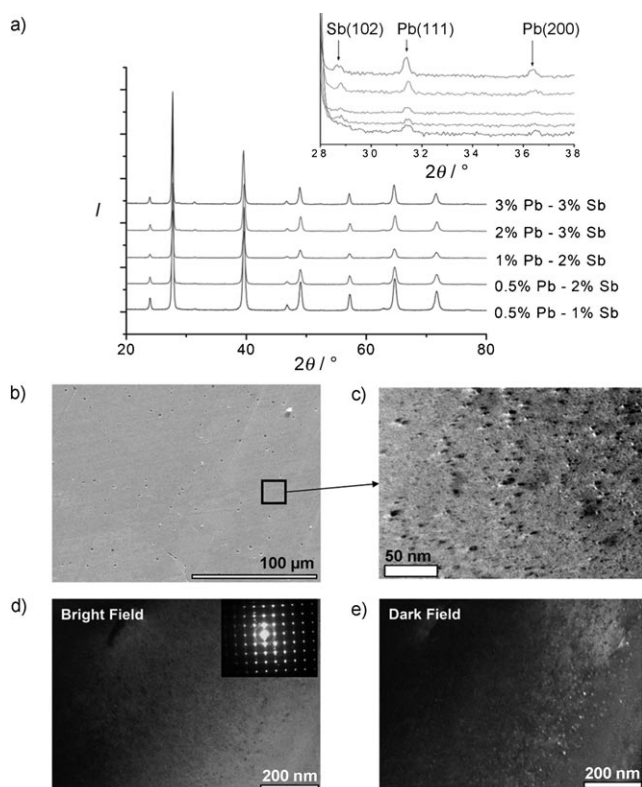 a)
Sb(102) Pb(111) Pb(200)
28 30 32 34 36 38
2θ / °
I
3% Pb - 3% Sb
2% Pb - 3% Sb
1% Pb - 2% Sb
0.5% Pb - 2% Sb
0.5% Pb - 1% Sb
20 40 60 80
2θ / °
b)
100 µm
c)
50 nm
d)
Bright Field
200 nm
e)
Dark Field
200 nm